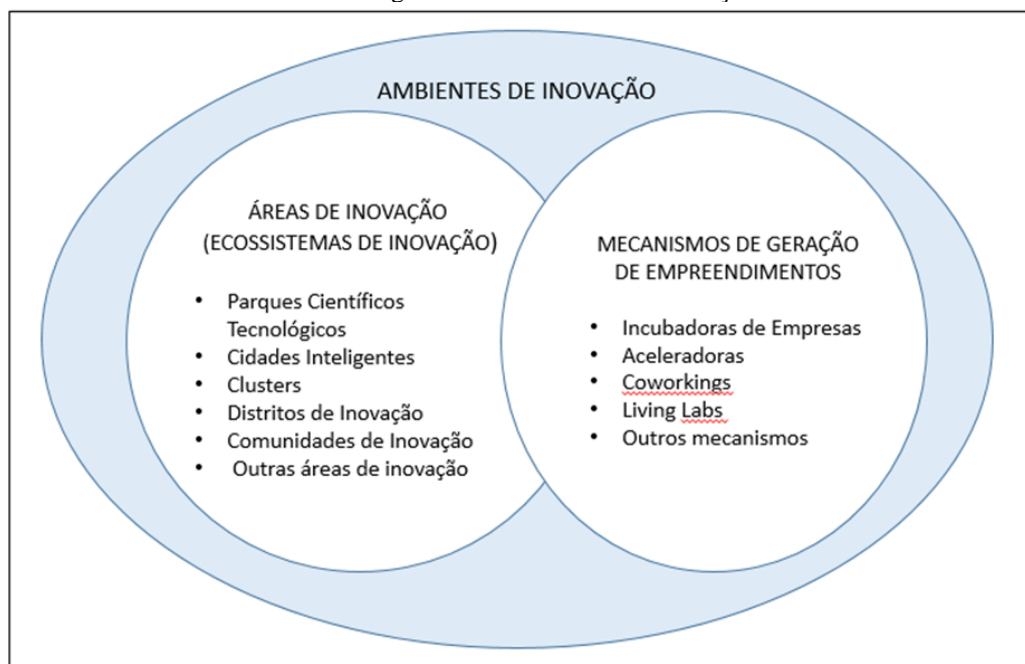 AMBIENTES DE INOVAÇÃO
ÁREAS DE INOVAÇÃO
(ECOSSISTEMAS DE INOVAÇÃO)
• Parques Científicos
Tecnológicos
• Cidades Inteligentes
• Clusters
• Distritos de Inovação
• Comunidades de Inovação
• Outras áreas de inovação
MECANISMOS DE GERAÇÃO
DE EMPREENDIMENTOS
• Incubadoras de Empresas
• Aceleradoras
• Coworkings
• Living Labs
• Outros mecanismos